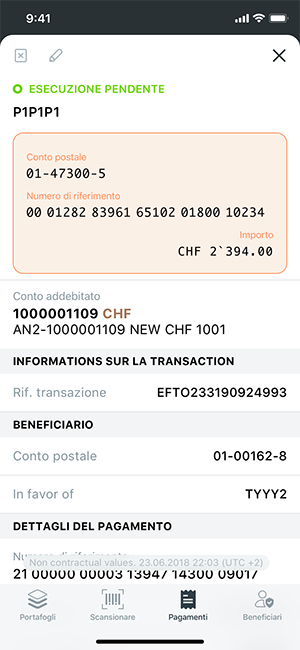 9:41
ESECUZIONE PENDENTE
P1P1P1
Conto postale
01-47300-5
Numero di riferimento
00 01282 83961 65102 01800 10234
Importo
CHF 2`394.00
Conto addebitato
1000001109 CHF
AN2-1000001109 NEW CHF 1001
INFORMATIONS SUR LA TRANSACTION
Rif. transazione EFTO233190924993
BENEFICIARIO
Conto postale 01-00162-8
In favor of TYYY2
DETTAGLI DEL PAGAMENTO
Numero di riferimento
Non contractual values. 23.06.2018 22:03 (UTC +2)
21 00000 00003 13947 14300 09017
Portafogli Scansionare Pagamenti Beneficiari